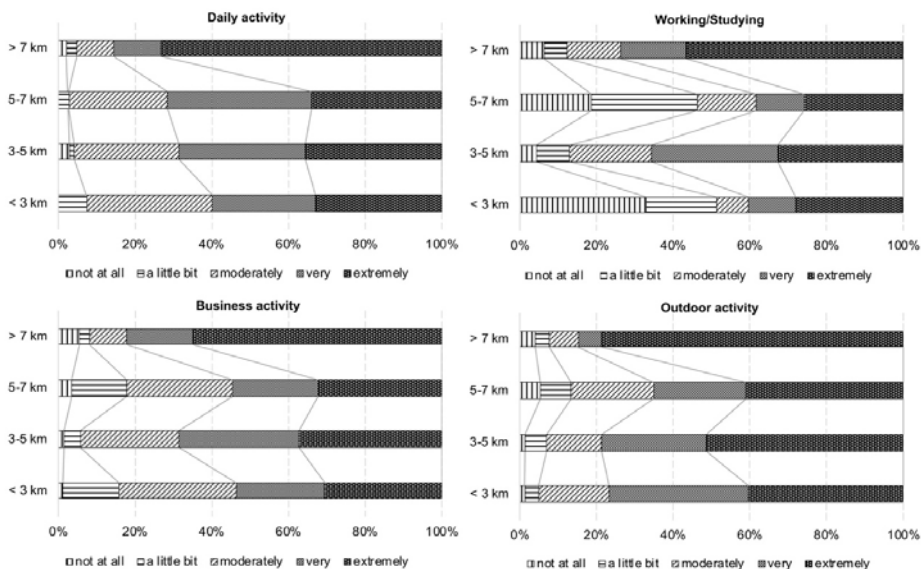 Daily activity
> 7 km
5-7 km
3-5 km
< 3 km
0% 20% 40% 60% 80% 100%
not at all a little bit moderately very extremely
Working/Studying
> 7 km
5-7 km
3-5 km
< 3 km
0% 20% 40% 60% 80% 100%
not at all a little bit moderately very extremely
Business activity
> 7 km
5-7 km
3-5 km
< 3 km
0% 20% 40% 60% 80% 100%
not at all a little bit moderately very extremely
Outdoor activity
> 7 km
5-7 km
3-5 km
< 3 km
0% 20% 40% 60% 80% 100%
not at all a little bit moderately very extremely